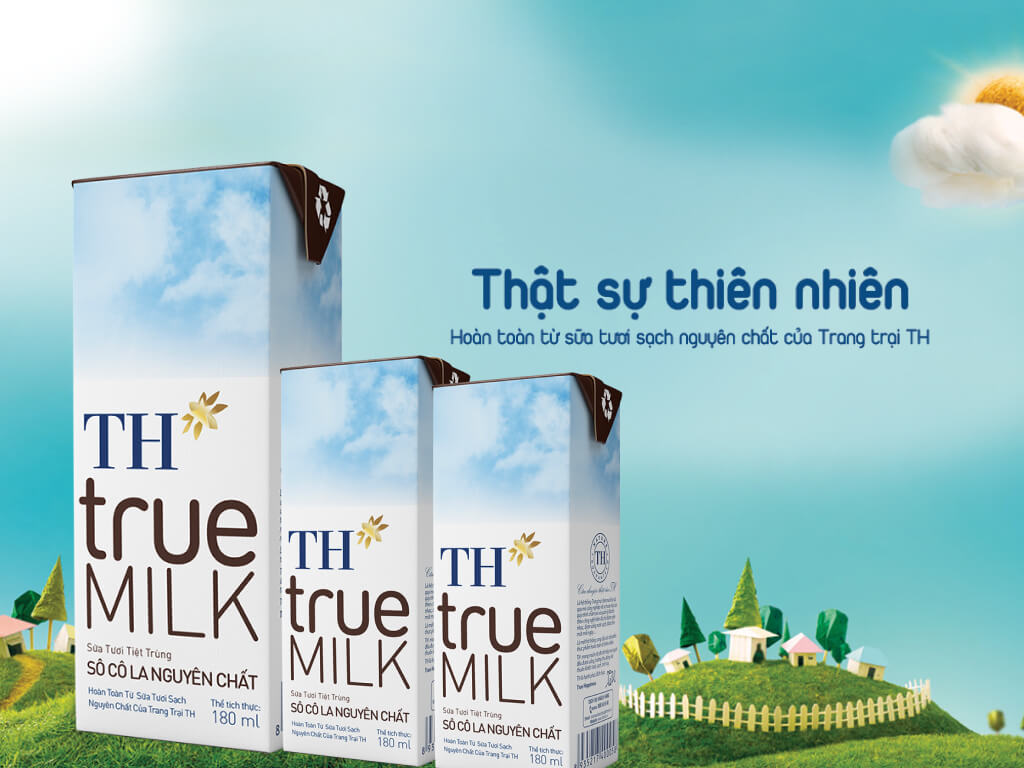 Thật sự thiên nhiên
Hoàn toàn từ sữa tươi sạch nguyên chất của Trang trại TH
TH
true
MILK
Sữa Tươi Tiệt Trùng
SÔ CÔ LA NGUYÊN CHẤT
Hoàn Toàn Từ Sữa Tươi Sạch
Nguyên Chất Của Trang Trại TH
Thể tích thực:
180 ml
TH
true
MILK
Sữa Tươi Tiệt Trùng
SÔ CÔ LA NGUYÊN CHẤT
Hoàn Toàn Từ Sữa Tươi Sạch
Nguyên Chất Của Trang Trại TH
Thể tích thực:
180 ml
TH
true
MILK
Sữa Tươi Tiệt Trùng
SÔ CÔ LA NGUYÊN CHẤT
Hoàn Toàn Từ Sữa Tươi Sạch
Nguyên Chất Của Trang Trại TH
Thể tích thực:
180 ml
TH